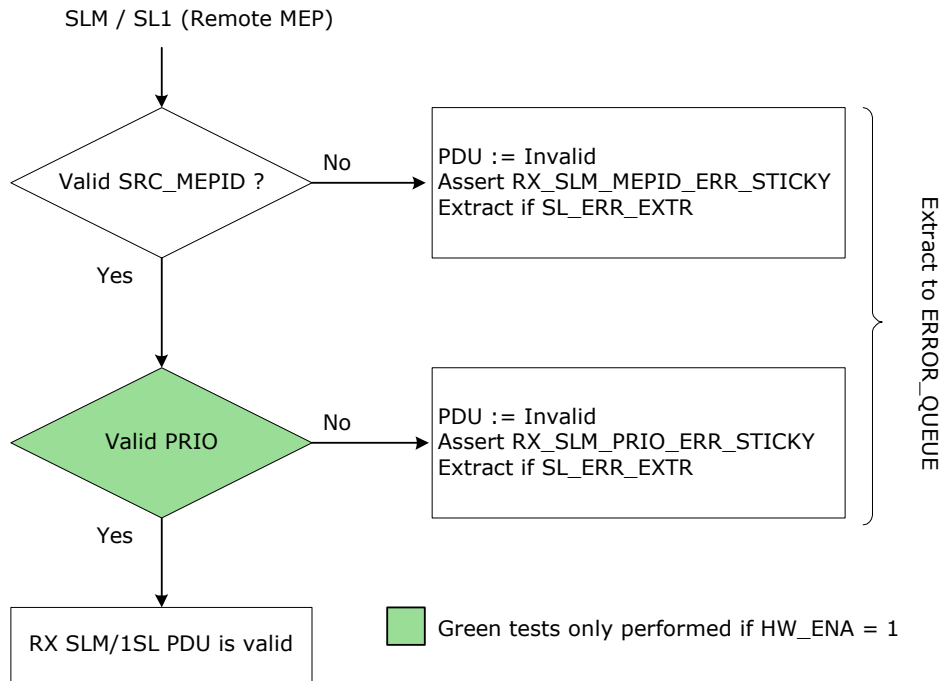 SLM / SL1 (Remote MEP)
Valid SRC_MEPID ?
No
PDU := Invalid
Assert RX_SLM_MEPID_ERR_STICKY
Extract if SL_ERR_EXTR
Yes
Extract to ERROR_QUEUE
Valid PRIO
No
PDU := Invalid
Assert RX_SLM_PRIO_ERR_STICKY
Extract if SL_ERR_EXTR
Yes
RX SLM/1SL PDU is valid
Green tests only performed if HW_ENA = 1